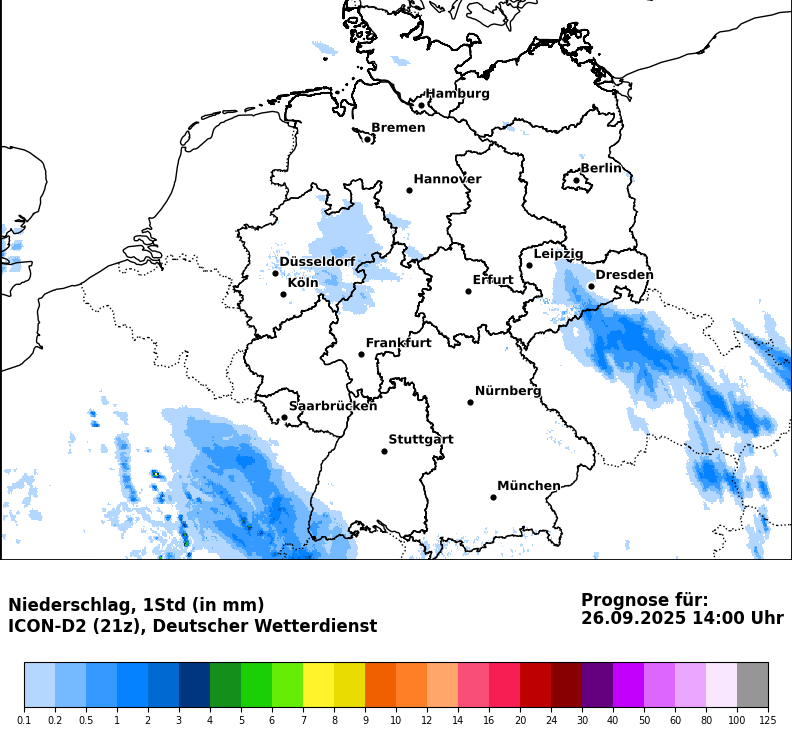 Hamburg
Bremen
Berlin
Hannover
Leipzig
Düsseldorf
Dresden
Köln
Erfurt
Frankfurt
Nürnberg
Saarbrücken
Stuttgart
München
Niederschlag, 1Std (in mm)
ICON-D2 (21z), Deutscher Wetterdienst
Prognose für:
26.09.2025 14:00 Uhr
0.1 0.2 0.5 1 2 3 4 5 6 7 8 9 10 12 14 16 20 24 30 40 50 60 80 100 125